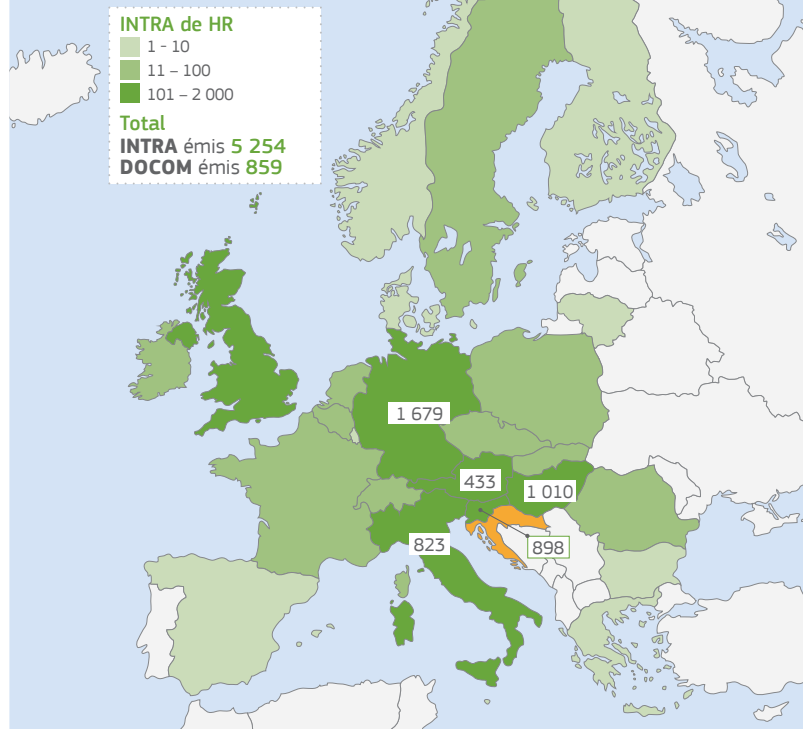 INTRA de HR
1 - 10
11 – 100
101 – 2 000
Total
INTRA émis 5 254
DOCOM émis 859
1 679
433
1 010
823
898